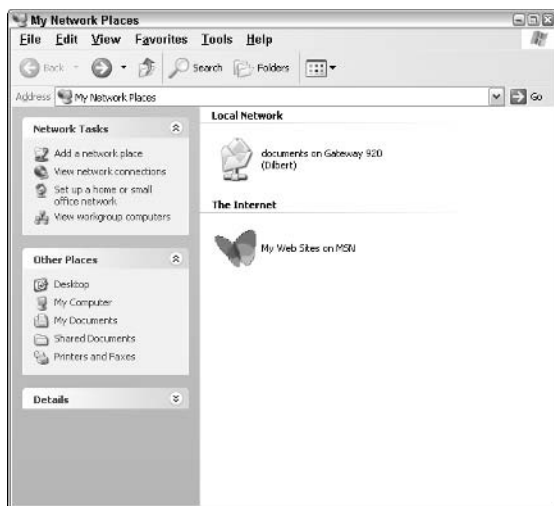 My Network Places
File Edit View Favorites Tools Help
Back Search Folders
Address My Network Places Go
Network Tasks
Add a network place
View network connections
Set up a home or small
office network
View workgroup computers
Other Places
Desktop
My Computer
My Documents
Shared Documents
Printers and Faxes
Details
Local Network
documents on Gateway 920
(Dilbert)
The Internet
My Web Sites on MSN